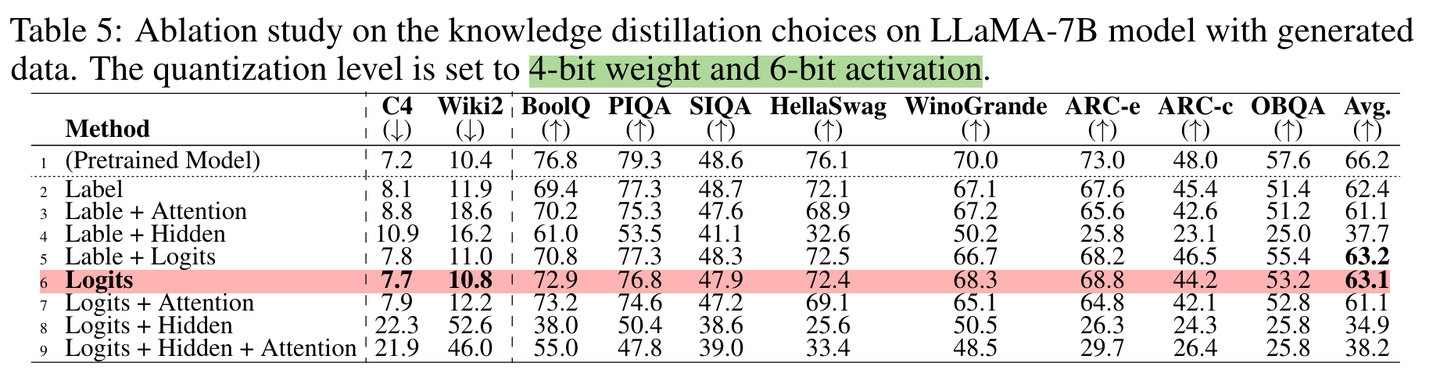 Table 5: Ablation study on the knowledge distillation choices on LLaMA-7B model with generated
data. The quantization level is set to 4-bit weight and 6-bit activation.
C4 Wiki2 BoolQ PIQA SIQA HellaSwag WinoGrande ARC-e ARC-c OBQA Avg.
Method (↓) (↓) (↑) (↑) (↑) (↑) (↑) (↑) (↑) (↑) (↑)
1 (Pretrained Model) 7.2 10.4 76.8 79.3 48.6 76.1 70.0 73.0 48.0 57.6 66.2
2 Label 8.1 11.9 69.4 77.3 48.7 72.1 67.1 67.6 45.4 51.4 62.4
3 Lable + Attention 8.8 18.6 70.2 75.3 47.6 68.9 67.2 65.6 42.6 51.2 61.1
4 Lable + Hidden 10.9 16.2 61.0 53.5 41.1 32.6 50.2 25.8 23.1 25.0 37.7
5 Lable + Logits 7.8 11.0 70.8 77.3 48.3 72.5 66.7 68.2 46.5 55.4 63.2
6 Logits 7.7 10.8 72.9 76.8 47.9 72.4 68.3 68.8 44.2 53.2 63.1
7 Logits + Attention 7.9 12.2 73.2 74.6 47.2 69.1 65.1 64.8 42.1 52.8 61.1
8 Logits + Hidden 22.3 52.6 38.0 50.4 38.6 25.6 50.5 26.3 24.3 25.8 34.9
9 Logits + Hidden + Attention 21.9 46.0 55.0 47.8 39.0 33.4 48.5 29.7 26.4 25.8 38.2